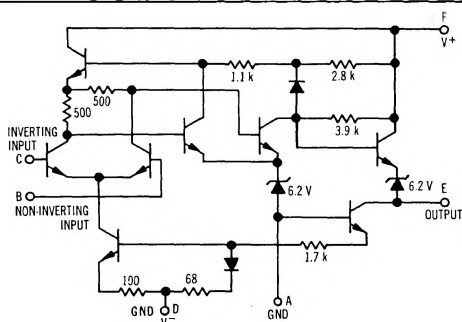 F
V+
1.1 k
2.8 k
500
500
3.9 k
INVERTING
INPUT
C
6.2 V
6.2 V
E
OUTPUT
B
NON-INVERTING
INPUT
1.7 k
100
68
A
GND
GND
D
V−